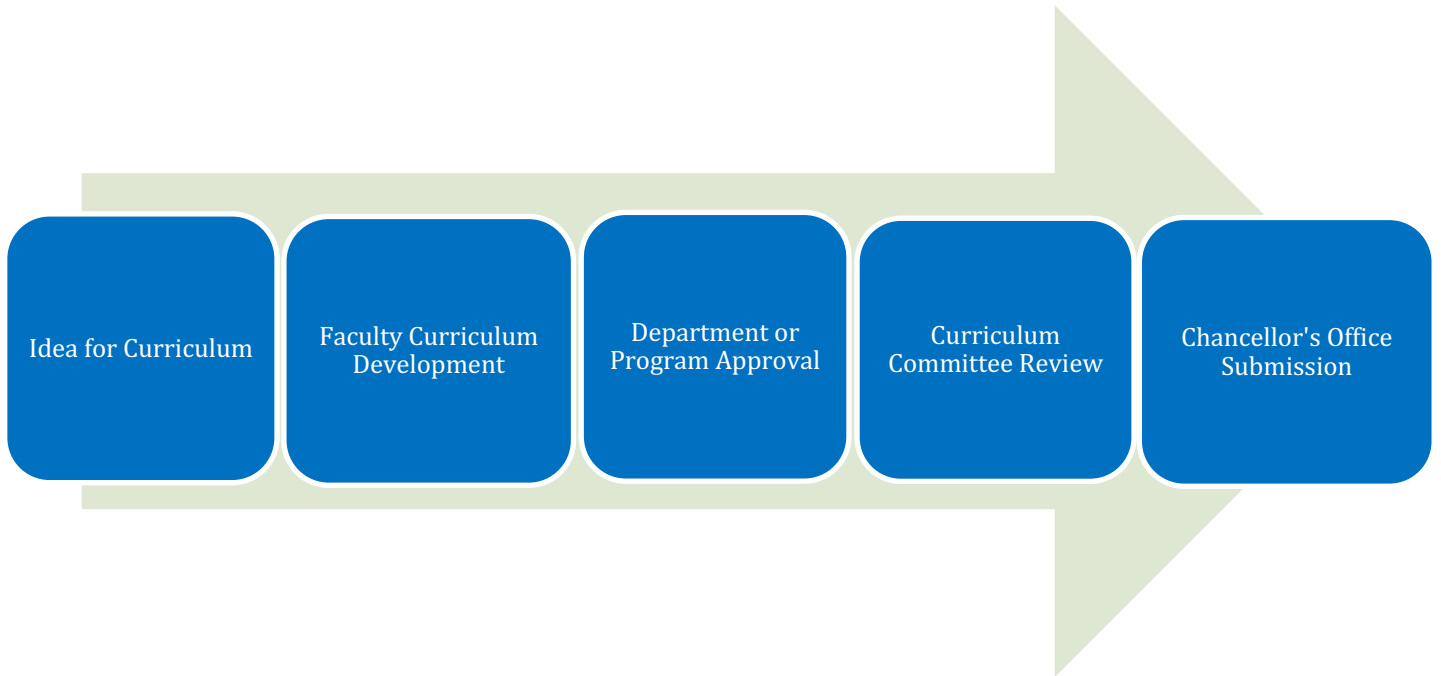 Idea for Curriculum
Faculty Curriculum
Development
Department or
Program Approval
Curriculum
Committee Review
Chancellor's Office
Submission